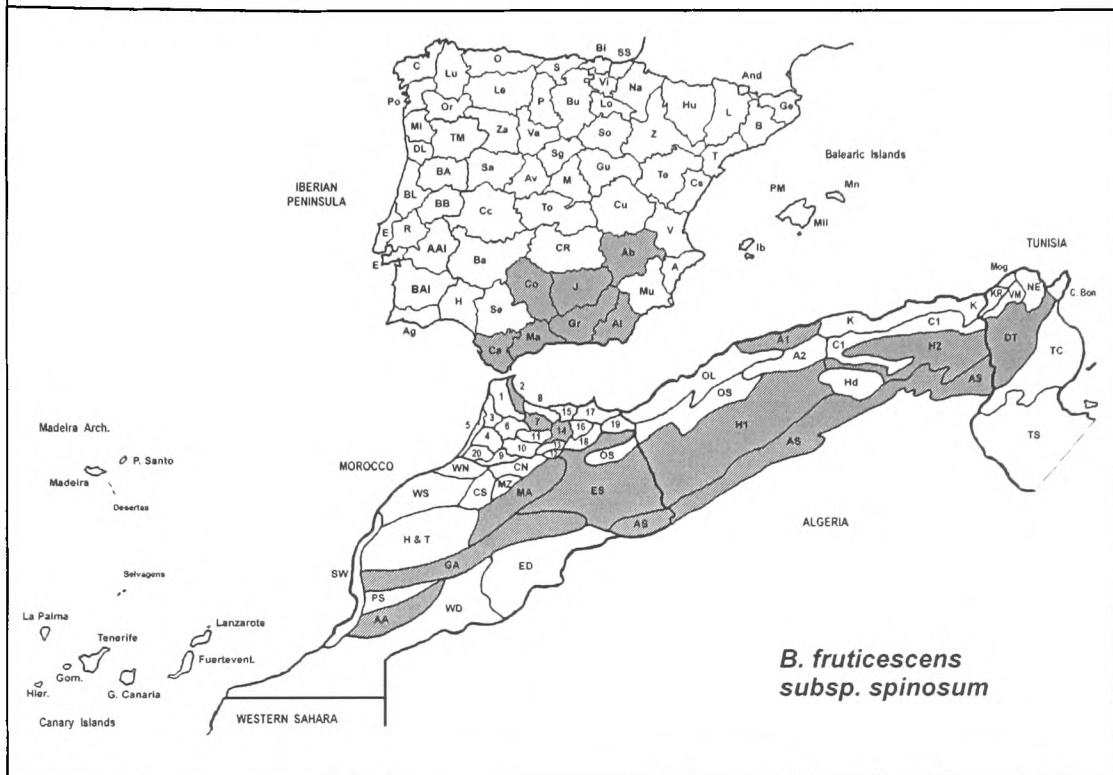 Bi
SS
C
Lu
O
S
Vi
Na
And
Po
Or
Le
P
Bu
Lo
Hu
L
Ge
B
Mi
TM
Za
Va
So
Z
S
T
DL
Sg
BA
Sa
Av
M
Gu
Te
Cs
Balearic Islands
IBERIAN
PENINSULA
BL
BB
Cc
To
Cu
V
PM
Mn
Mll
Ib
E
R
AAl
CR
Ab
A
E
Ba
BAl
H
Se
Co
J
Mu
Ag
Ca
Ma
Gr
Al
TUNISIA
Mog
KR
VM
NE
C. Bon
K
K
C1
A1
C1
H2
DT
TC
A2
OL
OS
Hd
AS
TS
H1
AS
1
2
8
15
17
3
7
14
16
19
5
6
4
11
13
18
20
9
10
12
OS
MOROCCO
WN
CN
MZ
WS
CS
MA
ES
AS
ALGERIA
H & T
SW
GA
ED
PS
WD
AA
Madeira Arch.
P. Santo
Madeira
Desertas
Selvagens
La Palma
Lanzarote
Tenerife
Fuertevent.
Gom.
Hier.
G. Canaria
Canary Islands
WESTERN SAHARA
B. fruticescens
subsp. spinosum